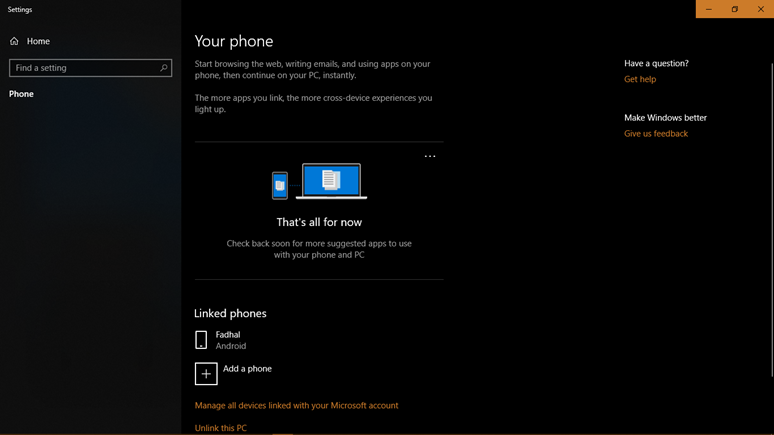 Settings
Home
Find a setting
Phone
Your phone
Start browsing the web, writing emails, and using apps on your
phone, then continue on your PC, instantly.
The more apps you link, the more cross-device experiences you
light up.
That's all for now
Check back soon for more suggested apps to use
with your phone and PC
Linked phones
Fadhal
Android
Add a phone
Manage all devices linked with your Microsoft account
Unlink this PC
Have a question?
Get help
Make Windows better
Give us feedback